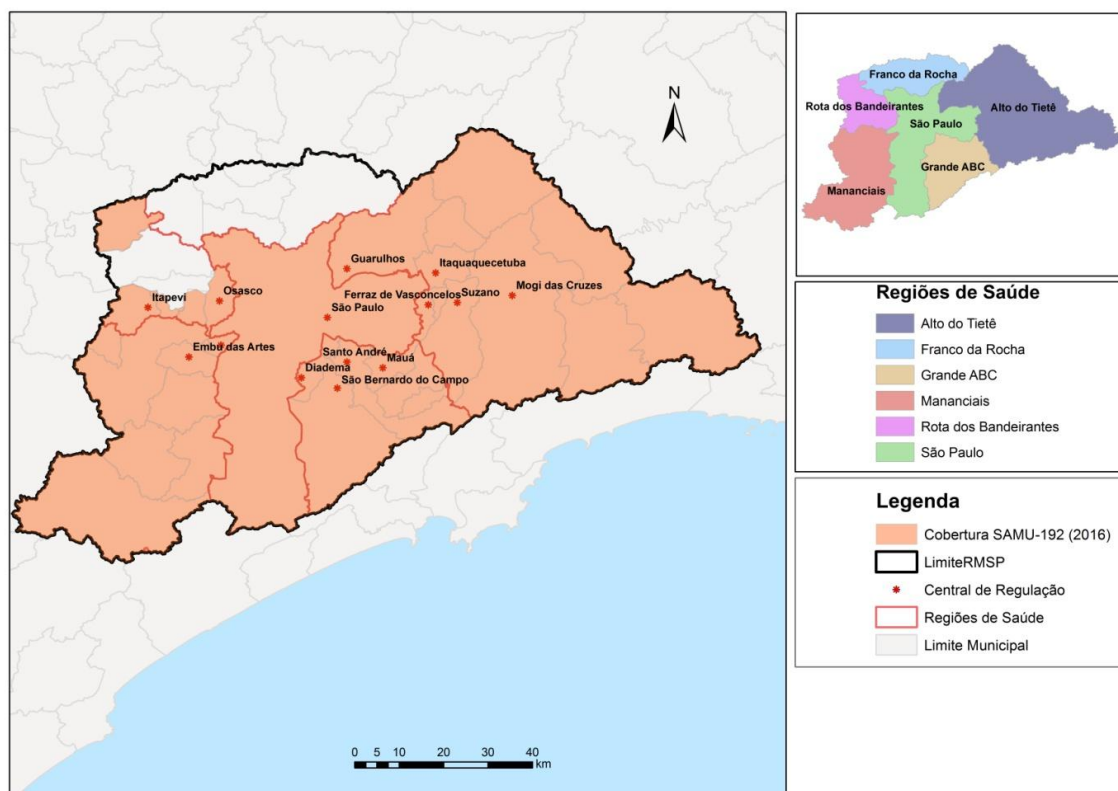 N
Guarulhos
Itaquaquecetuba
Itapevi
Osasco
Ferraz de Vasconcelos
Suzano
Mogi das Cruzes
São Paulo
Embu das Artes
Santo André
Mauá
Diadema
São Bernardo do Campo
0 5 10 20 30 40
km
Franco da Rocha
Rota dos Bandeirantes
Alto do Tietê
São Paulo
Grande ABC
Mananciais
Regiões de Saúde
Alto do Tietê
Franco da Rocha
Grande ABC
Mananciais
Rota dos Bandeirantes
São Paulo
Legenda
Cobertura SAMU-192 (2016)
LimiteRMSP
Central de Regulação
Regiões de Saúde
Limite Municipal